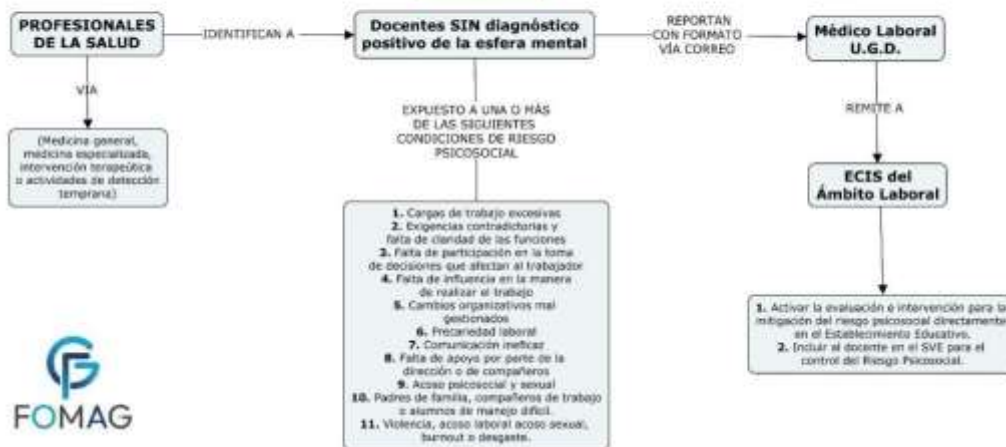 PROFESIONALES
DE LA SALUD
IDENTIFICAN A
Docentes SIN diagnóstico
positivo de la esfera mental
REPORTAN
CON FORMATO
VÍA CORREO
Médico Laboral
U.G.D.
VIA
(Medicina general,
medicina especializada,
intervención terapeútica
o actividades de detección
temprana)
EXPUESTO A UNA O MÁS
DE LAS SIGUIENTES
CONDICIONES DE RIESGO
PSICOSOCIAL
REMITE A
ECIS del
Ámbito Laboral
1. Cargas de trabajo excesivas
2. Exigencias contradictorias y
falta de claridad de las funciones
3. Falta de participación en la toma
de decisiones que afectan al trabajador
4. Falta de influencia en la manera
de realizar el trabajo
5. Cambios organizativos mal
gestionados
6. Precariedad laboral
7. Comunicación ineficaz
8. Falta de apoyo por parte de la
dirección o de compañeros
9. Acoso psicosocial y sexual
10. Padres de familia, compañeros de trabajo
o alumnos de manejo difícil.
11. Violencia, acoso laboral acoso sexual,
burnout o desgaste.
1. Activar la evaluación e intervención para la
mitigación del riesgo psicosocial directamente
en el Establecimiento Educativo.
2. Incluir al docente en el SVE para el
control del Riesgo Psicosocial.
FOMAG